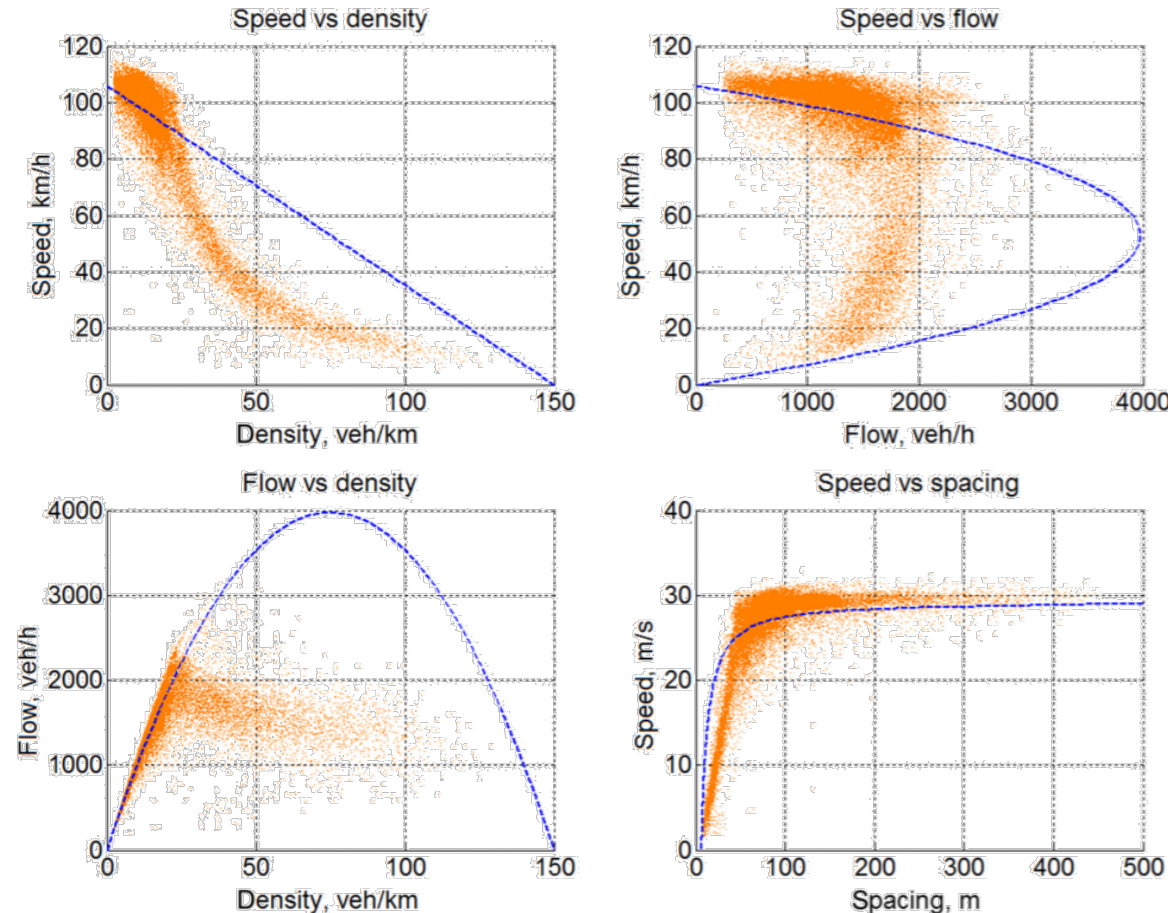 Speed vs density
120
100
80
60
40
20
0
Speed, km/h
0 50 100 150
Density, veh/km
Speed vs flow
120
100
80
60
40
20
0
Speed, km/h
0 1000 2000 3000 4000
Flow, veh/h
Flow vs density
4000
3000
2000
1000
0
Flow, veh/h
0 50 100 150
Density, veh/km
Speed vs spacing
40
30
20
10
0
Speed, m/s
0 100 200 300 400 500
Spacing, m